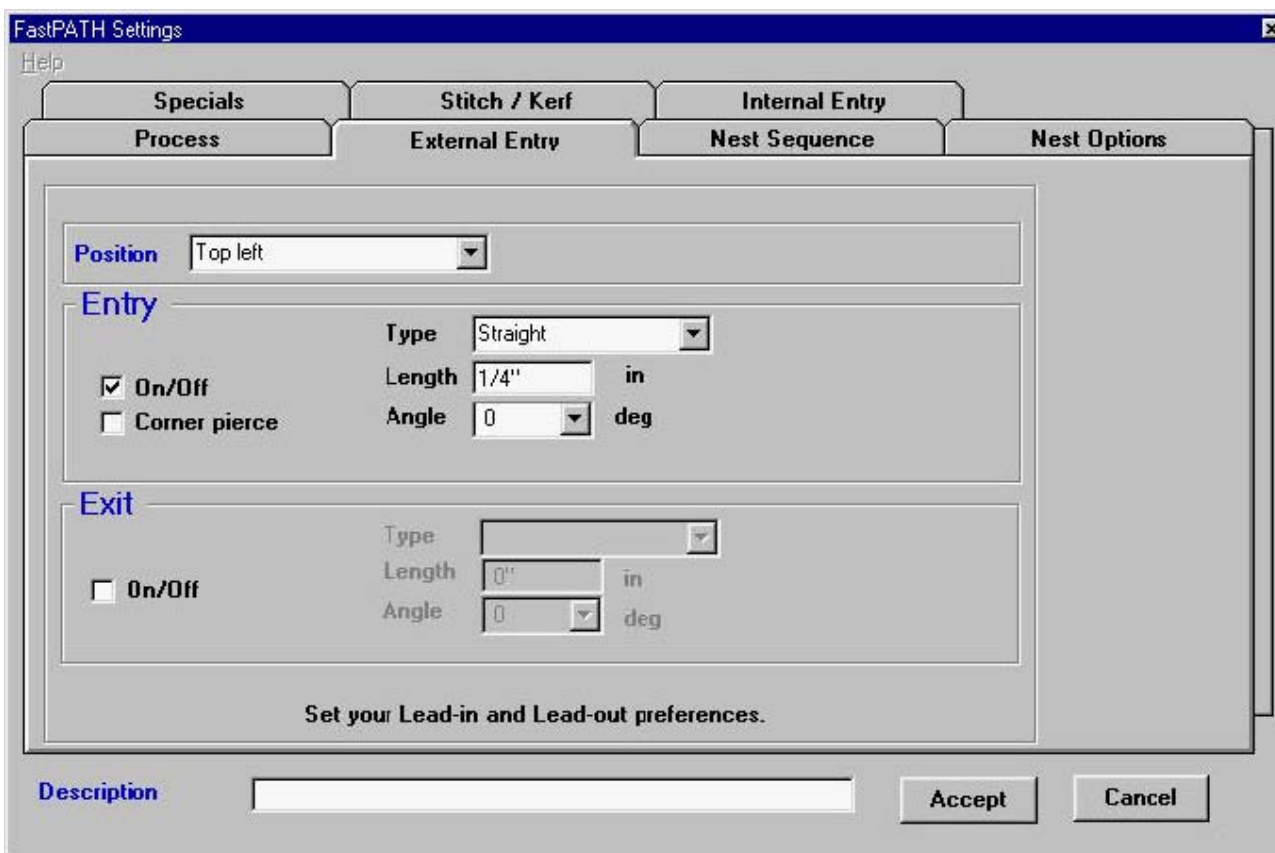 FastPATH Settings
Help
Specials Stitch / Kerf Internal Entry
Process External Entry Nest Sequence Nest Options
Position Top left
Entry
Type Straight
On/Off Length 1/4" in
Corner pierce Angle 0 deg
Exit
Type
Length 0" in
On/Off
Angle 0 deg
Set your Lead-in and Lead-out preferences.
Description Accept Cancel